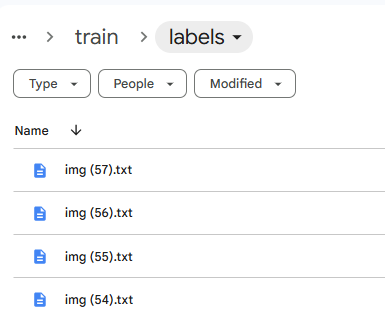 ... > train > labels
Type People Modified
Name
img (57).txt
img (56).txt
img (55).txt
img (54).txt